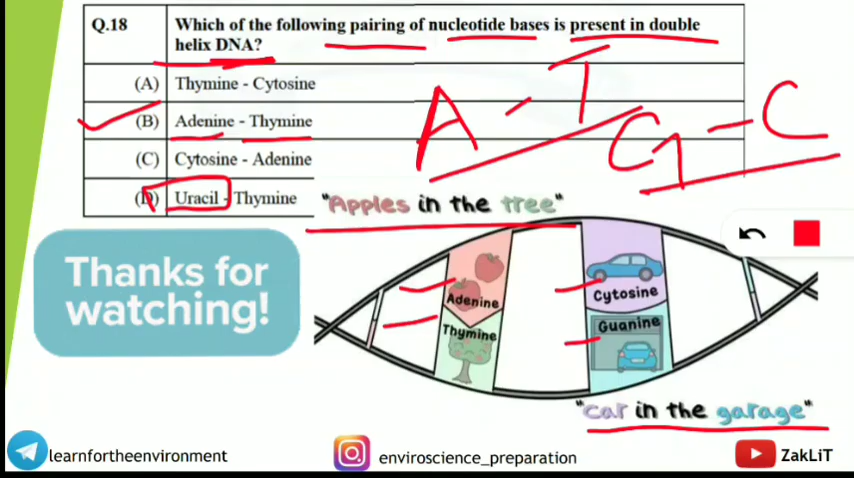 Q.18 Which of the following pairing of nucleotide bases is present in double
helix DNA?
(A) Thymine - Cytosine
(B) Adenine - Thymine
(C) Cytosine - Adenine
(D) Uracil - Thymine
A - T
G - C
"Apples in the tree"
Thanks for
watching!
Adenine
Thymine
Cytosine
Guanine
"car in the garage"
learnfortheenvironment
enviroscience_preparation
ZakLiT